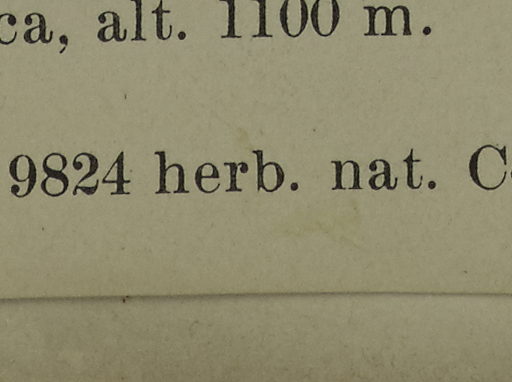 ca, alt. 1100 m.
9824 herb. nat. C